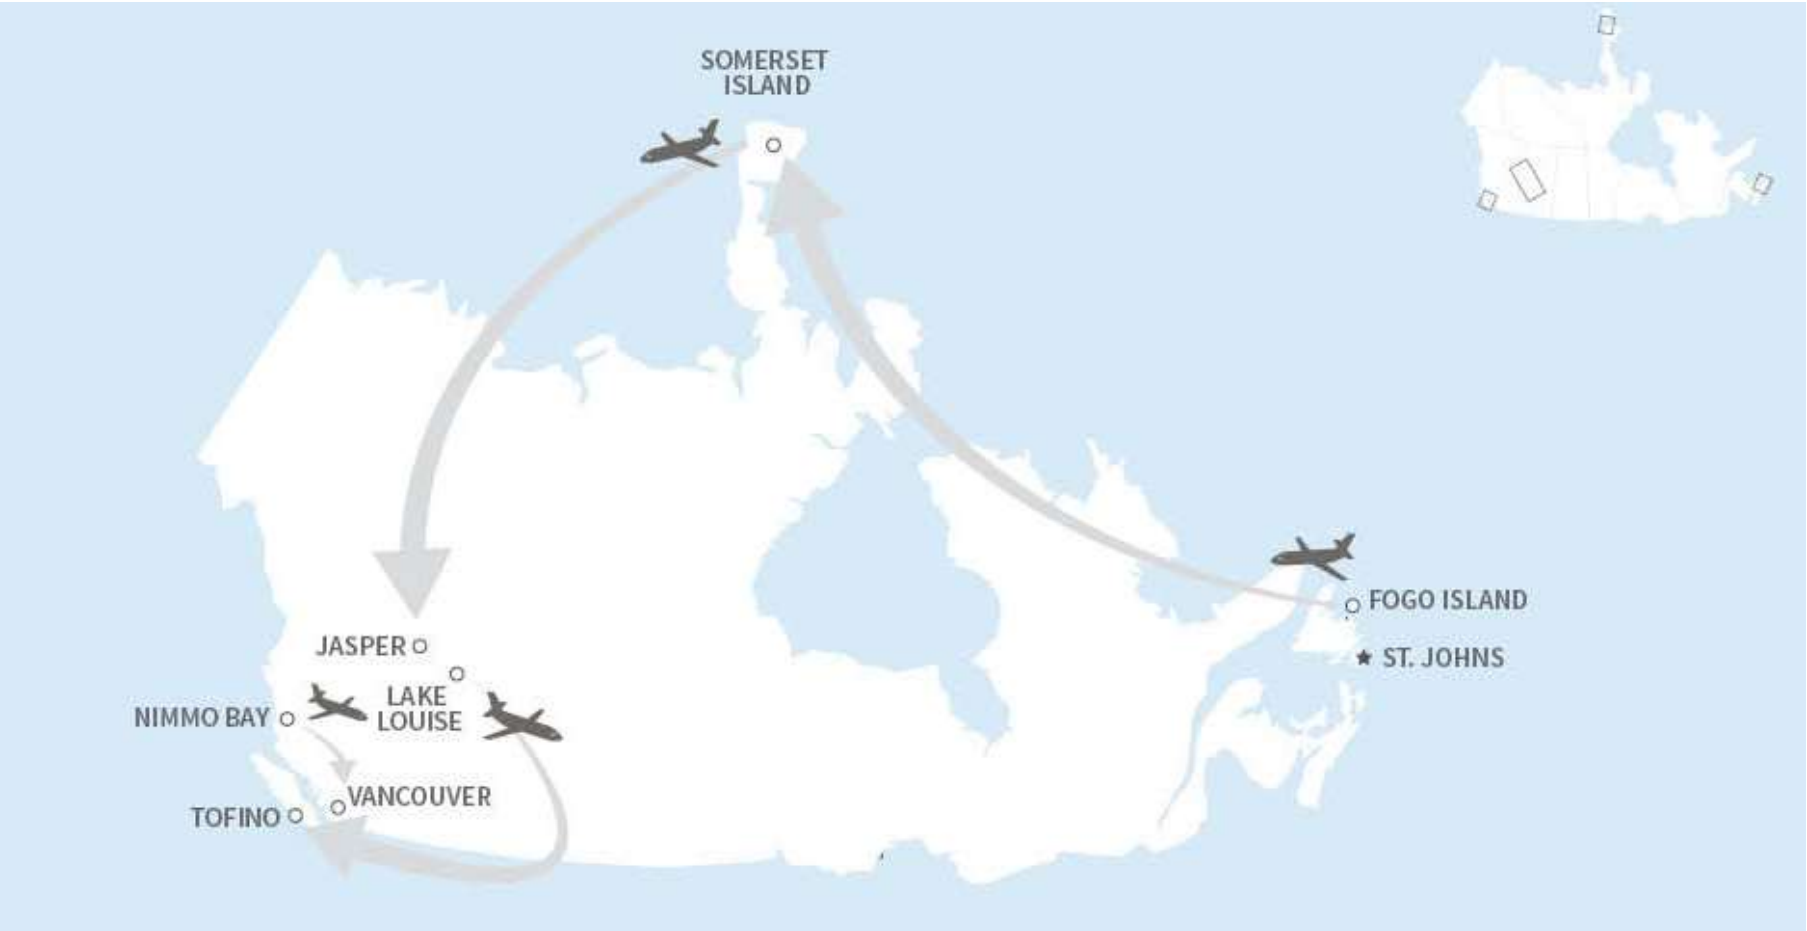 SOMERSET
ISLAND
FOGO ISLAND
JASPER
ST. JOHNS
LAKE
LOUISE
NIMMO BAY
VANCOUVER
TOFINO